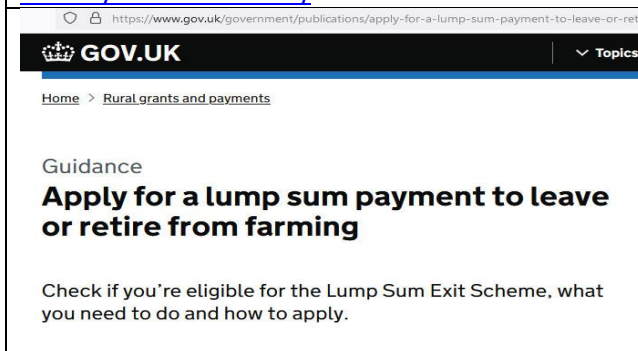 https://www.gov.uk/government/publications/apply-for-a-lump-sum-payment-to-leave-or-ret
GOV.UK
Topics
Home > Rural grants and payments
Guidance
Apply for a lump sum payment to leave
or retire from farming
Check if you’re eligible for the Lump Sum Exit Scheme, what
you need to do and how to apply.